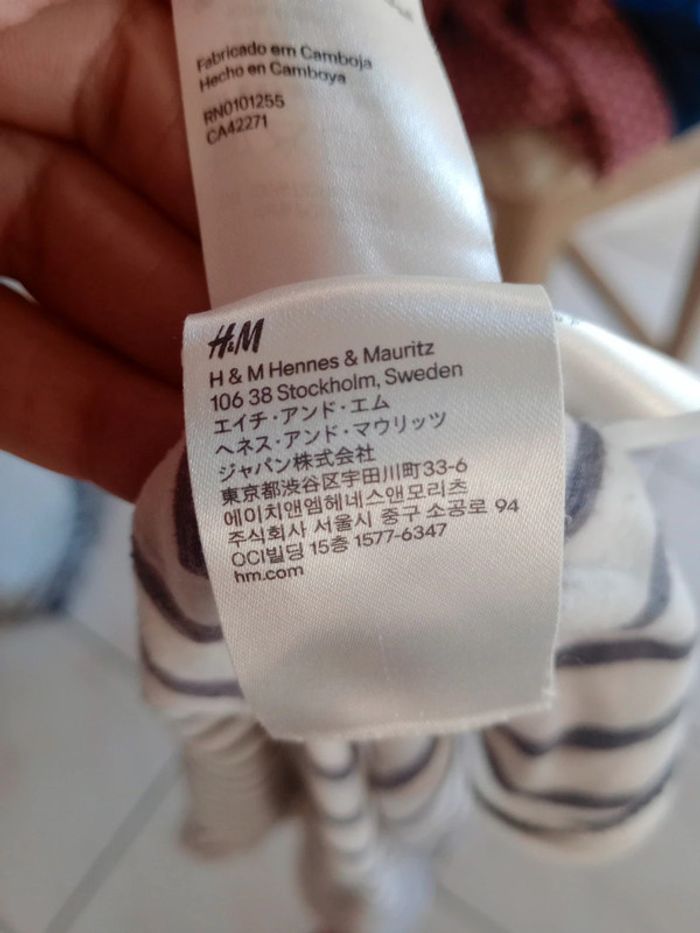 Fabricado em Camboja
Hecho en Camboya
RN0101255
CA42271
H&M
H & M Hennes & Mauritz
106 38 Stockholm, Sweden
エイチ・アンド・エム
ヘネス・アンド・マウリッツ
ジャパン株式会社
東京都渋谷区宇田川町33-6
에이치앤엠헤네스앤모리츠
주식회사 서울시 중구 소공로 94
OCI빌딩 15층 1577-6347
hm.com